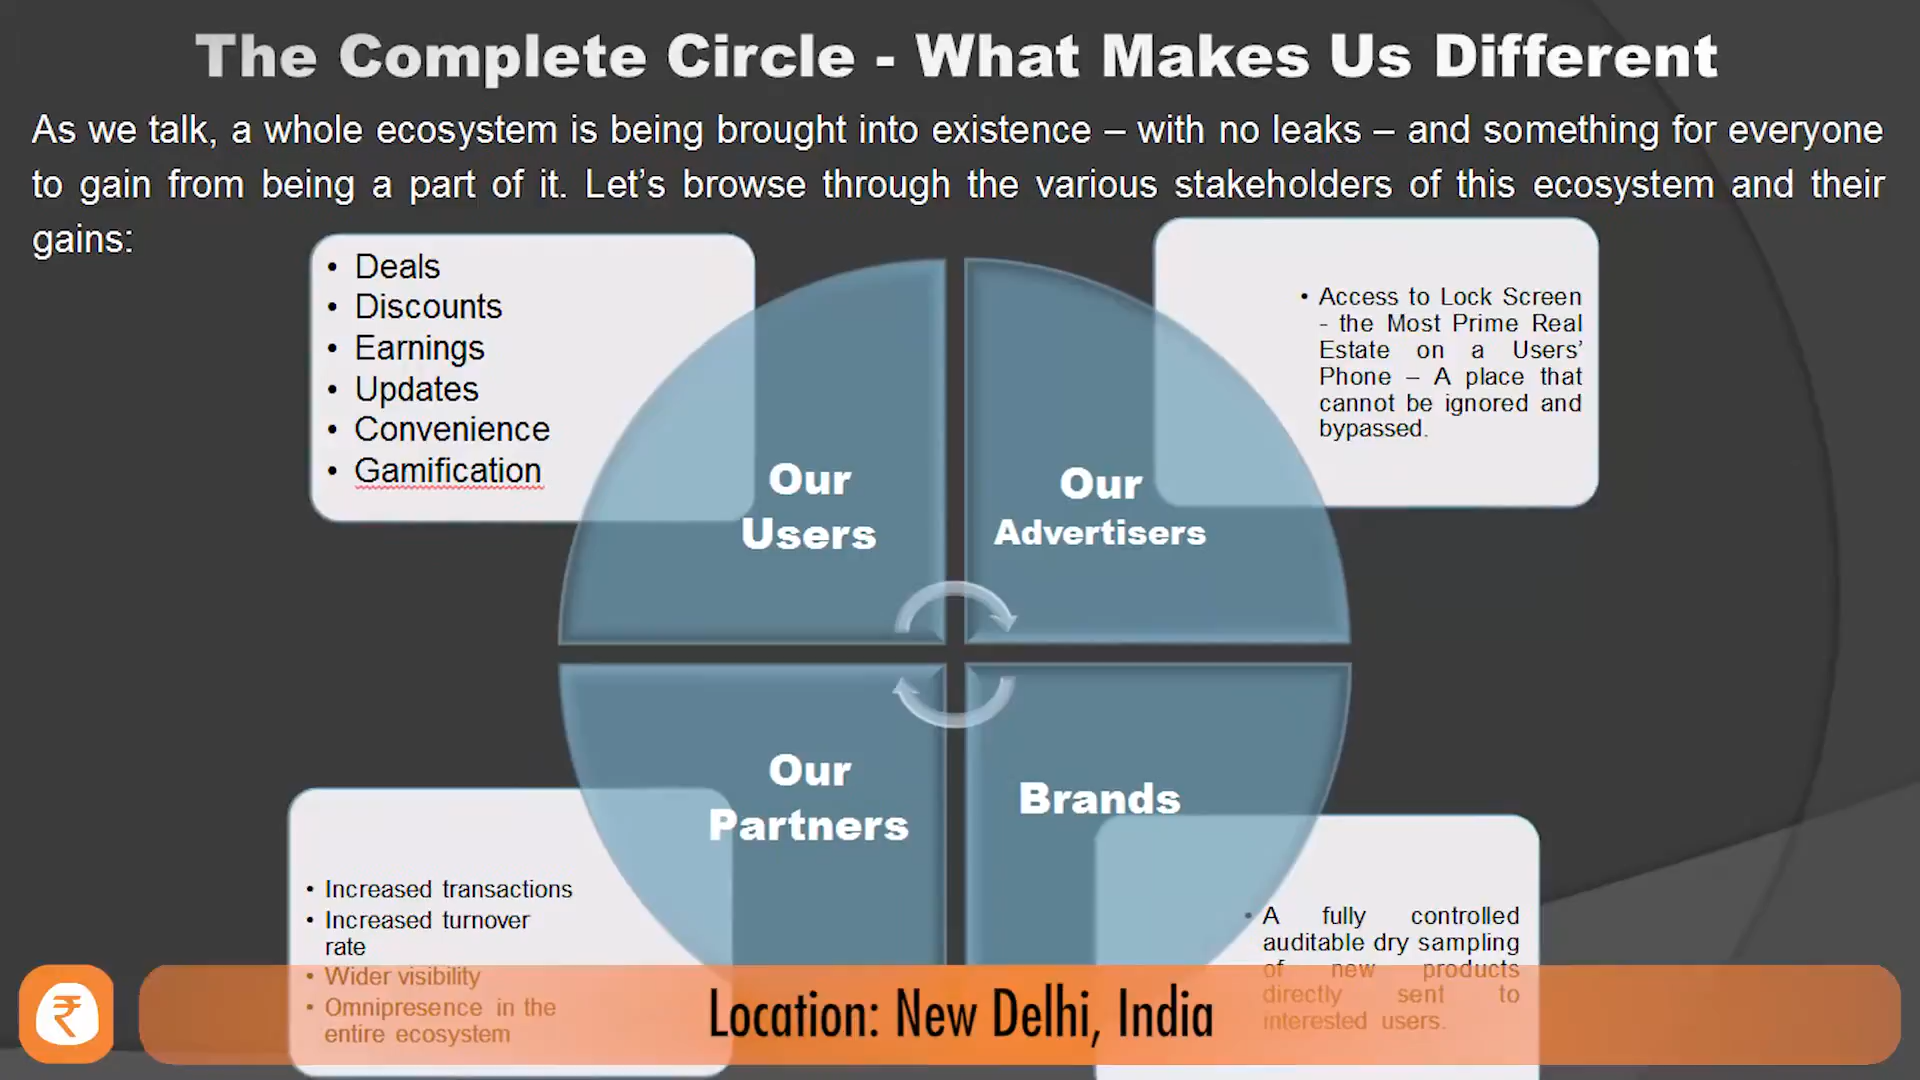 The Complete Circle - What Makes Us Different
As we talk, a whole ecosystem is being brought into existence – with no leaks – and something for everyone
to gain from being a part of it. Let’s browse through the various stakeholders of this ecosystem and their
gains:
• Deals
• Discounts
• Earnings
• Updates
• Convenience
• Gamification
• Access to Lock Screen
- the Most Prime Real
Estate on a Users’
Phone – A place that
cannot be ignored and
bypassed.
Our
Users
Our
Advertisers
Our
Partners
Brands
• Increased transactions
• Increased turnover
rate
• Wider visibility
• Omnipresence in the
entire ecosystem
• A fully controlled
auditable dry sampling
of new products
directly sent to
interested users.
₹
Location: New Delhi, India